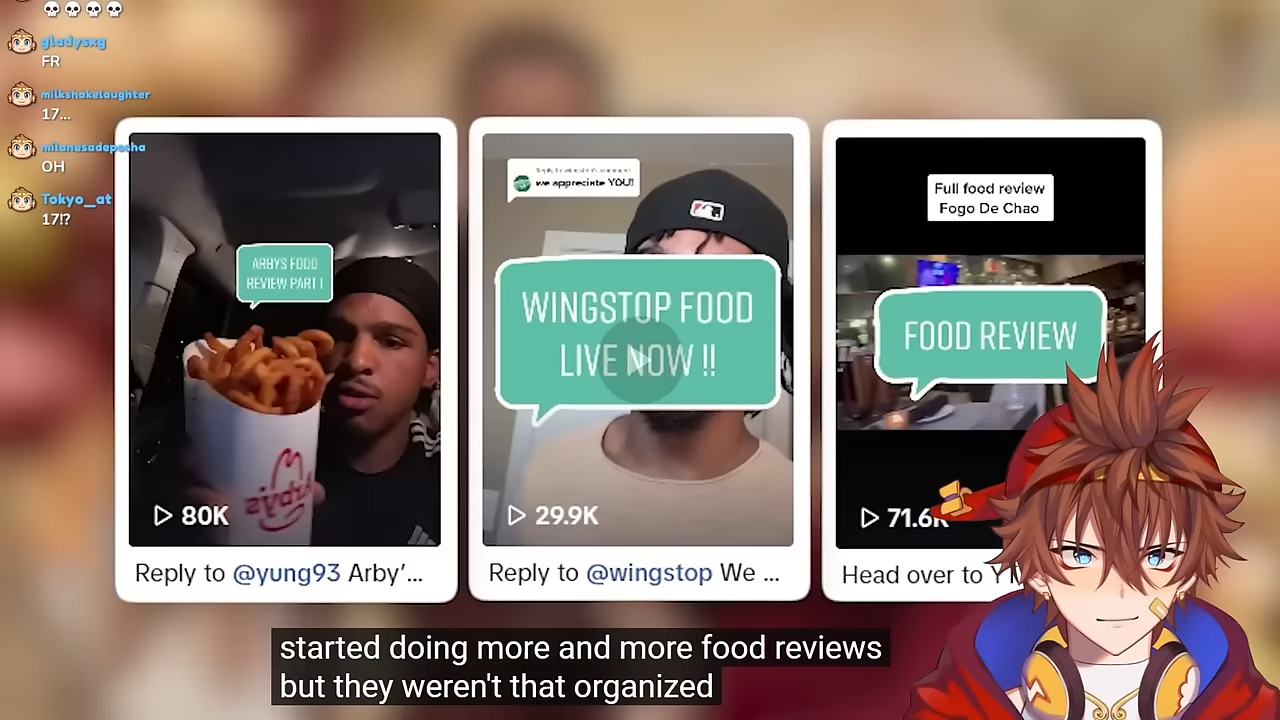 gladysxg
FR
milkshakelaughter
17...
milanesadeposha
OH
Tokyo_at
17!?
ARBYS FOOD
REVIEW PART 1
Arby's
80K
Reply to @yung93 Arby'...
we appreciate YOU!!
WINGSTOP FOOD
LIVE NOW !!
29.9K
Reply to @wingstop We ...
Full food review
Fogo De Chao
FOOD REVIEW
71.6K
Head over to
started doing more and more food reviews
but they weren't that organized